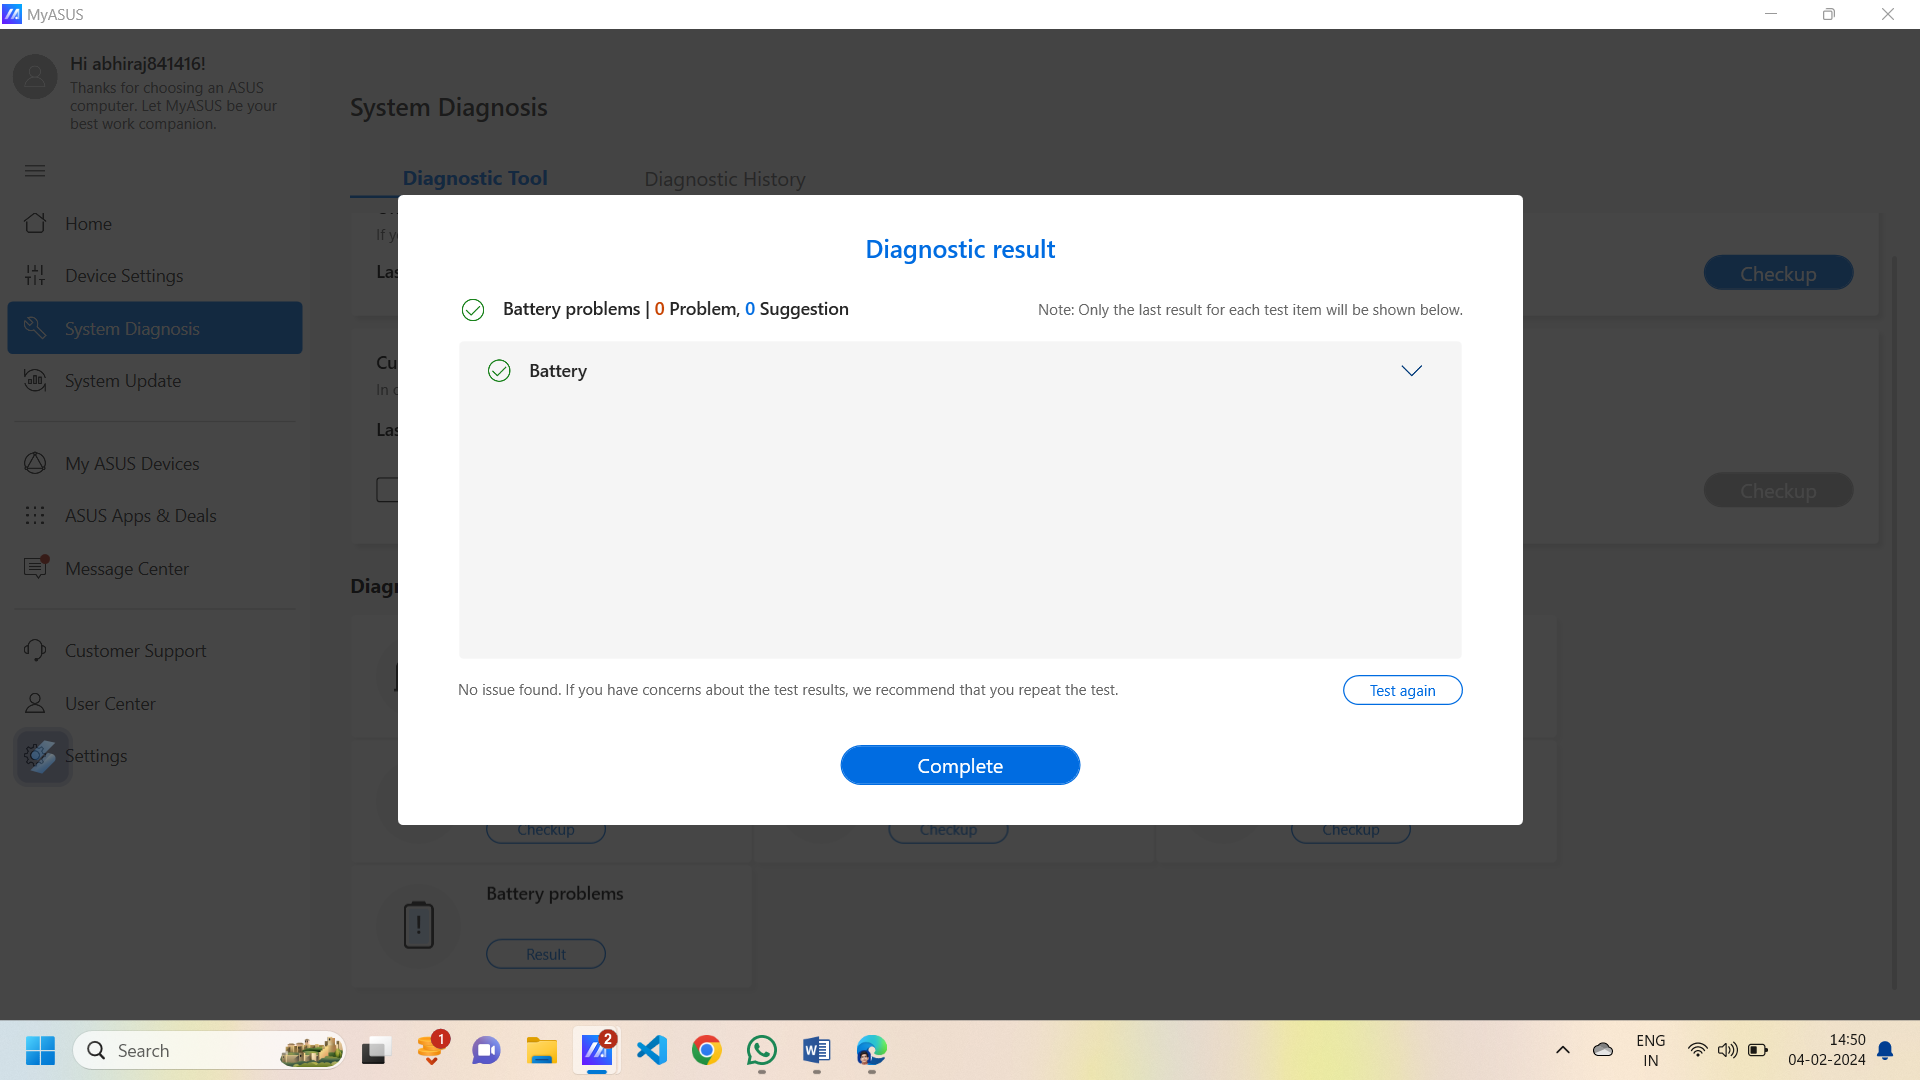 MyASUS
Hi abhiraj841416!
Thanks for choosing an ASUS
computer. Let MyASUS be your
best work companion.
Home
Device Settings
System Diagnosis
System Update
My ASUS Devices
ASUS Apps & Deals
Message Center
Customer Support
User Center
Settings
System Diagnosis
Diagnostic Tool
Diagnostic History
If y
Las
Checkup
Cu
In c
Las
Checkup
Diagn
Diagnostic result
Battery problems | 0 Problem, 0 Suggestion
Note: Only the last result for each test item will be shown below.
Battery
No issue found. If you have concerns about the test results, we recommend that you repeat the test.
Test again
Complete
Checkup
Checkup
Checkup
Battery problems
Result
Search
1
2
ENG
IN
14:50
04-02-2024